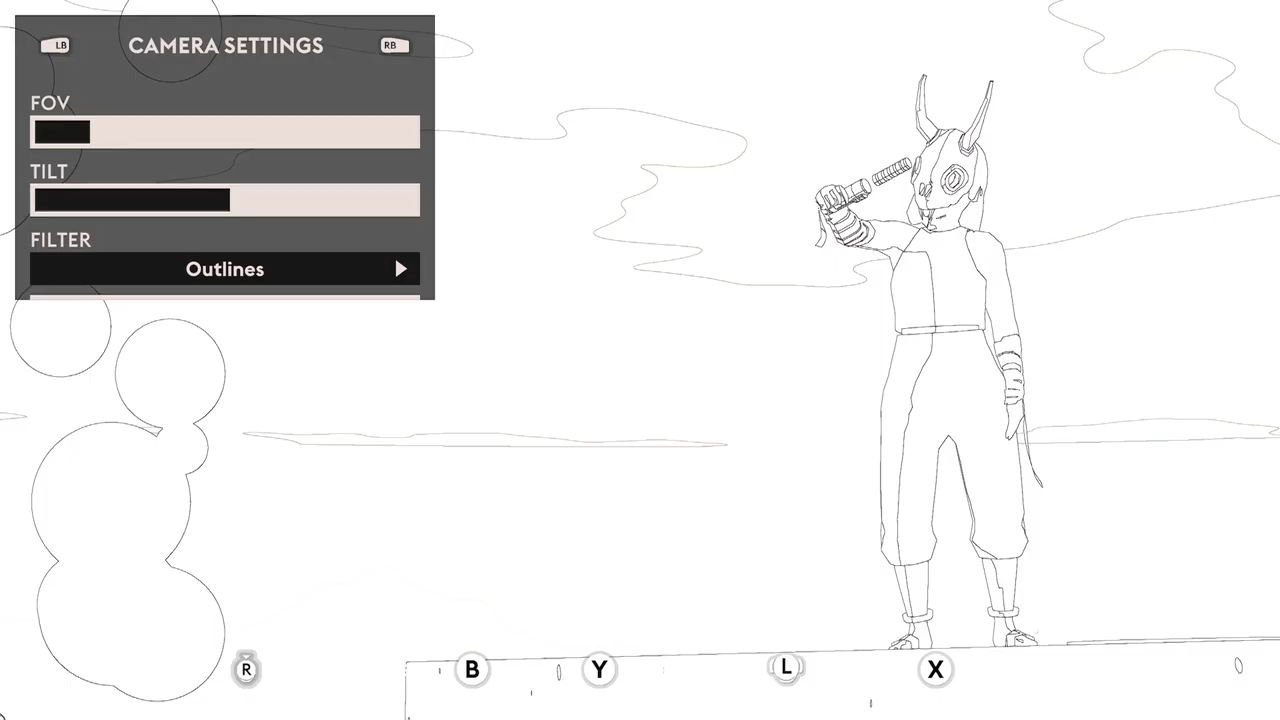 LB CAMERA SETTINGS RB
FOV
TILT
FILTER
Outlines
R B Y L X